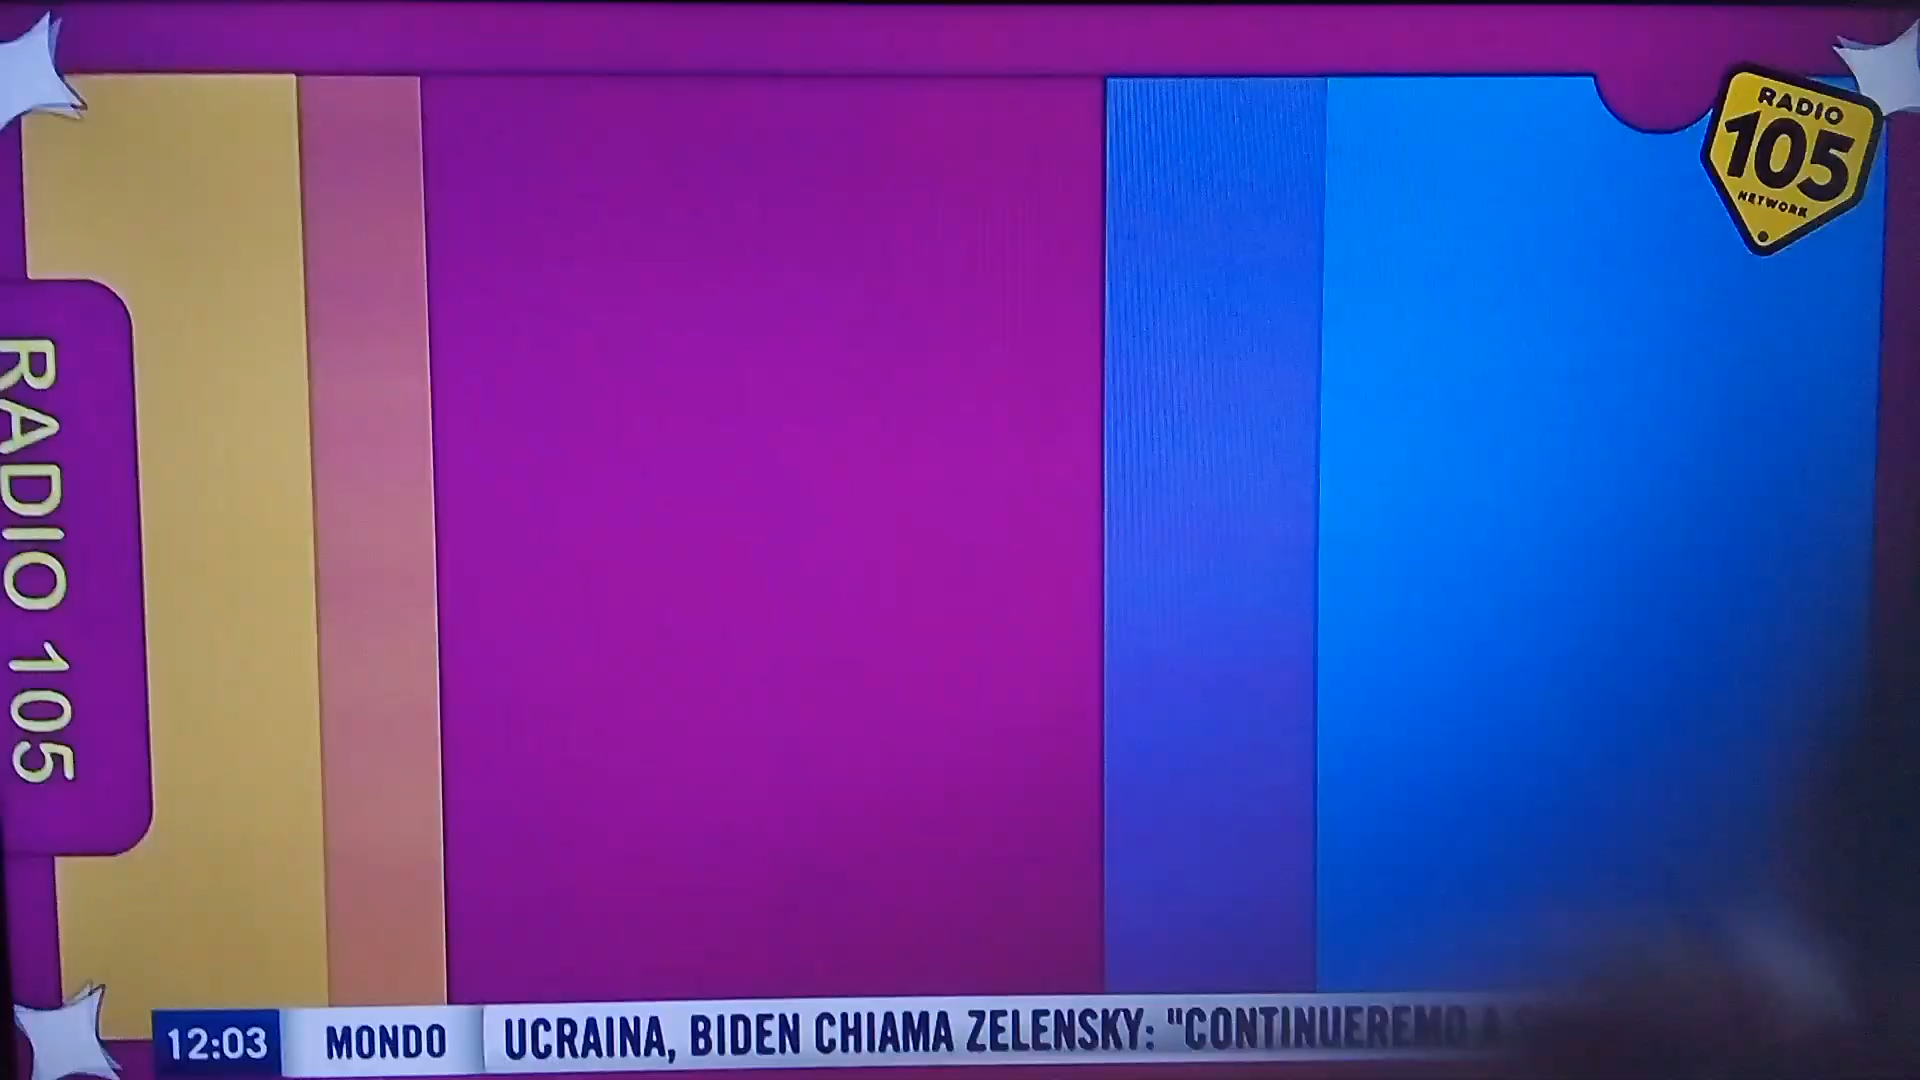 RADIO
105
NETWORK
RADIO 105
12:03
MONDO
UCRAINA, BIDEN CHIAMA ZELENSKY: "CONTINUEREMO A